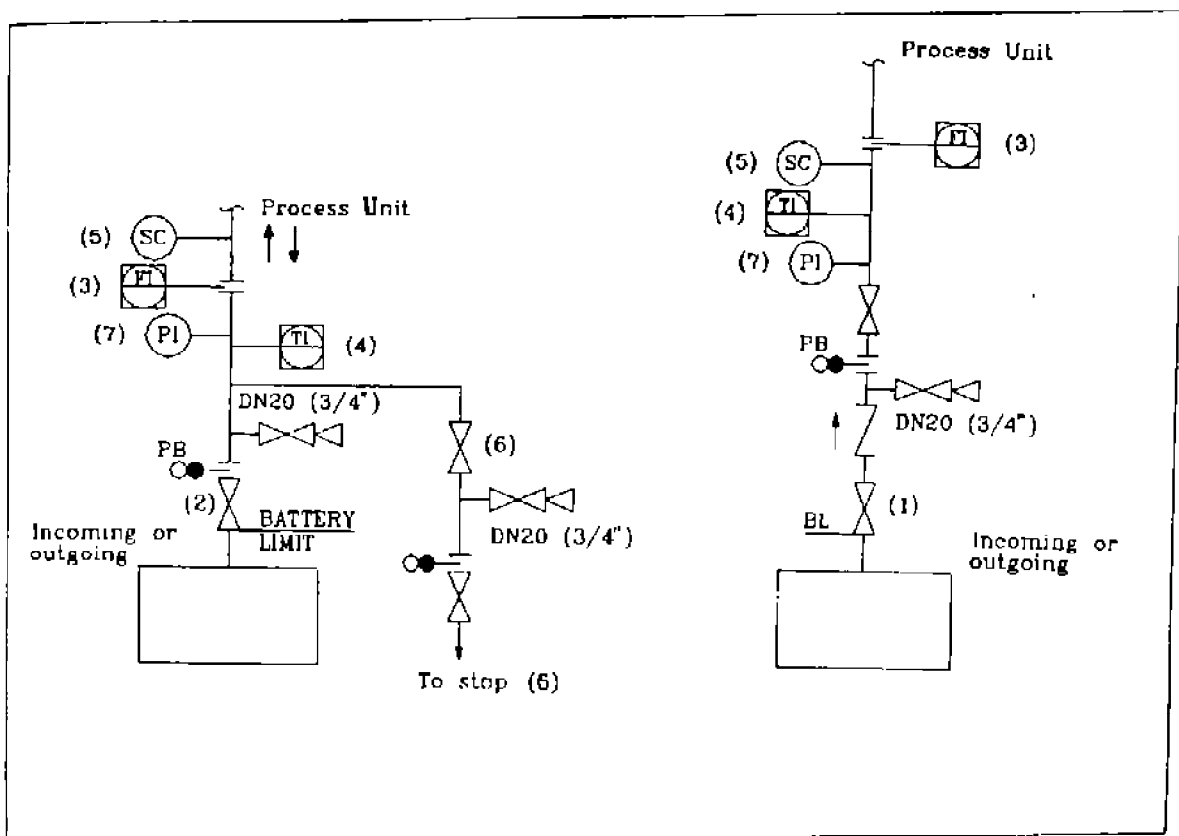 Process Unit
(5) SC
(3) FI
(7) PI
TI (4)
DN20 (3/4")
PB
(2)
BATTERY
LIMIT
Incoming or
outgoing
(6)
DN20 (3/4")
To stop (6)
Process Unit
FI (3)
(5) SC
(4) TI
(7) PI
PB
DN20 (3/4")
(1)
BL
Incoming or
outgoing